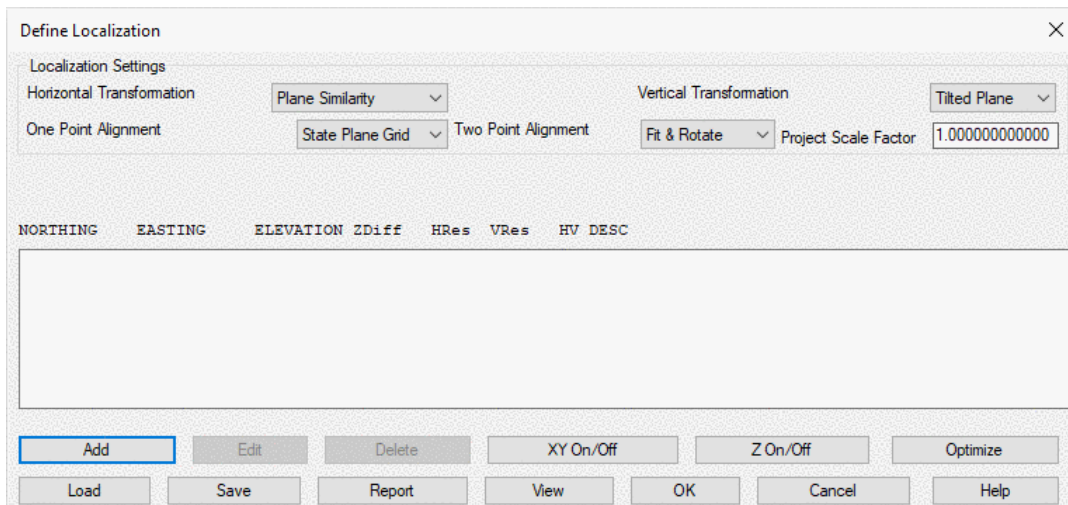 Define Localization
Localization Settings
Horizontal Transformation Plane Similarity Vertical Transformation Tilted Plane
One Point Alignment State Plane Grid Two Point Alignment Fit & Rotate Project Scale Factor 1.000000000000
NORTHING EASTING ELEVATION ZDiff HRes VRes HV DESC
Add Edit Delete XY On/Off Z On/Off Optimize
Load Save Report View OK Cancel Help